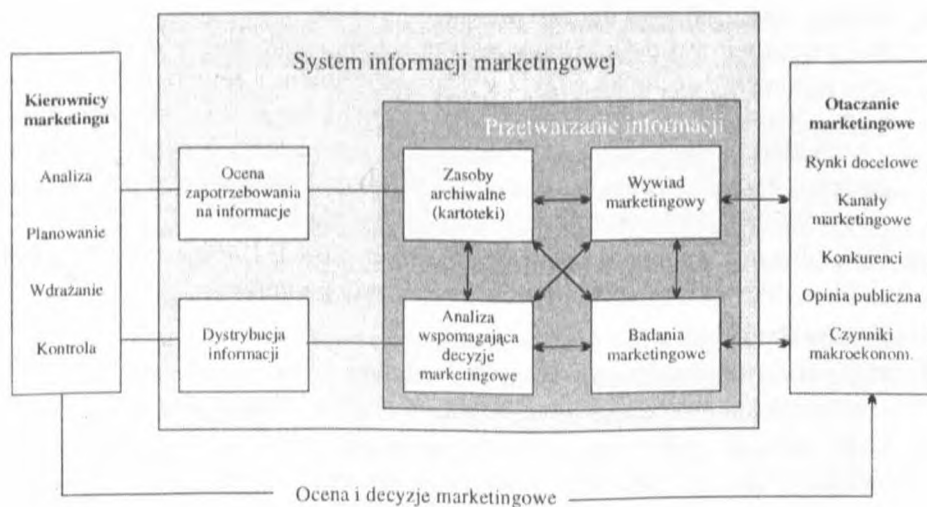 System informacji marketingowej
Kierownicy
marketingu
Analiza
Planowanie
Wdrażanie
Kontrola
Ocena
zapotrzebowania
na informacje
Dystrybucja
informacji
Przetwarzanie informacji
Zasoby
archiwalne
(kartoteki)
Wywiad
marketingowy
Analiza
wspomagająca
decyzje
marketingowe
Badania
marketingowe
Otaczanie
marketingowe
Rynki docelowe
Kanały
marketingowe
Konkurenci
Opinia publiczna
Czynniki
makroekonom.
Ocena i decyzje marketingowe